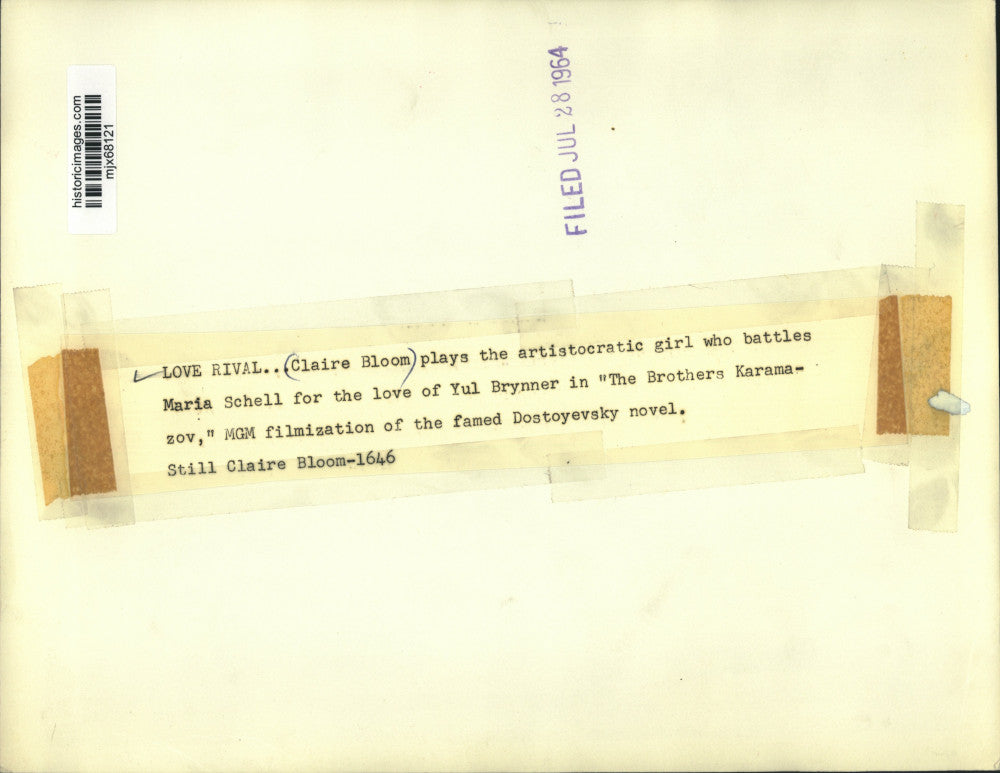 historicimages.com
mjx68121
FILED JUL 28 1964
LOVE RIVAL...(Claire Bloom) plays the artistocratic girl who battles
Maria Schell for the love of Yul Brynner in "The Brothers Karama-
zov," MGM filmization of the famed Dostoyevsky novel.
Still Claire Bloom-1646